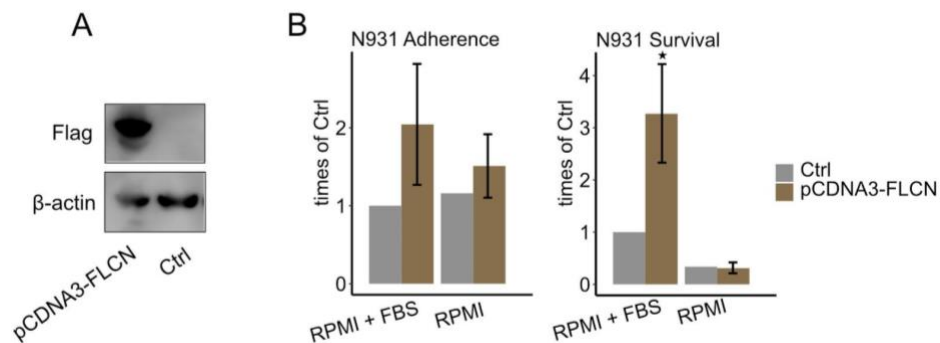 A
Flag
β-actin
pCDNA3-FLCN
Ctrl
B
N931 Adherence
times of Ctrl
2
1
0
RPMI + FBS
RPMI
N931 Survival
times of Ctrl
4
3
2
1
0
★
RPMI + FBS
RPMI
Ctrl
pCDNA3-FLCN